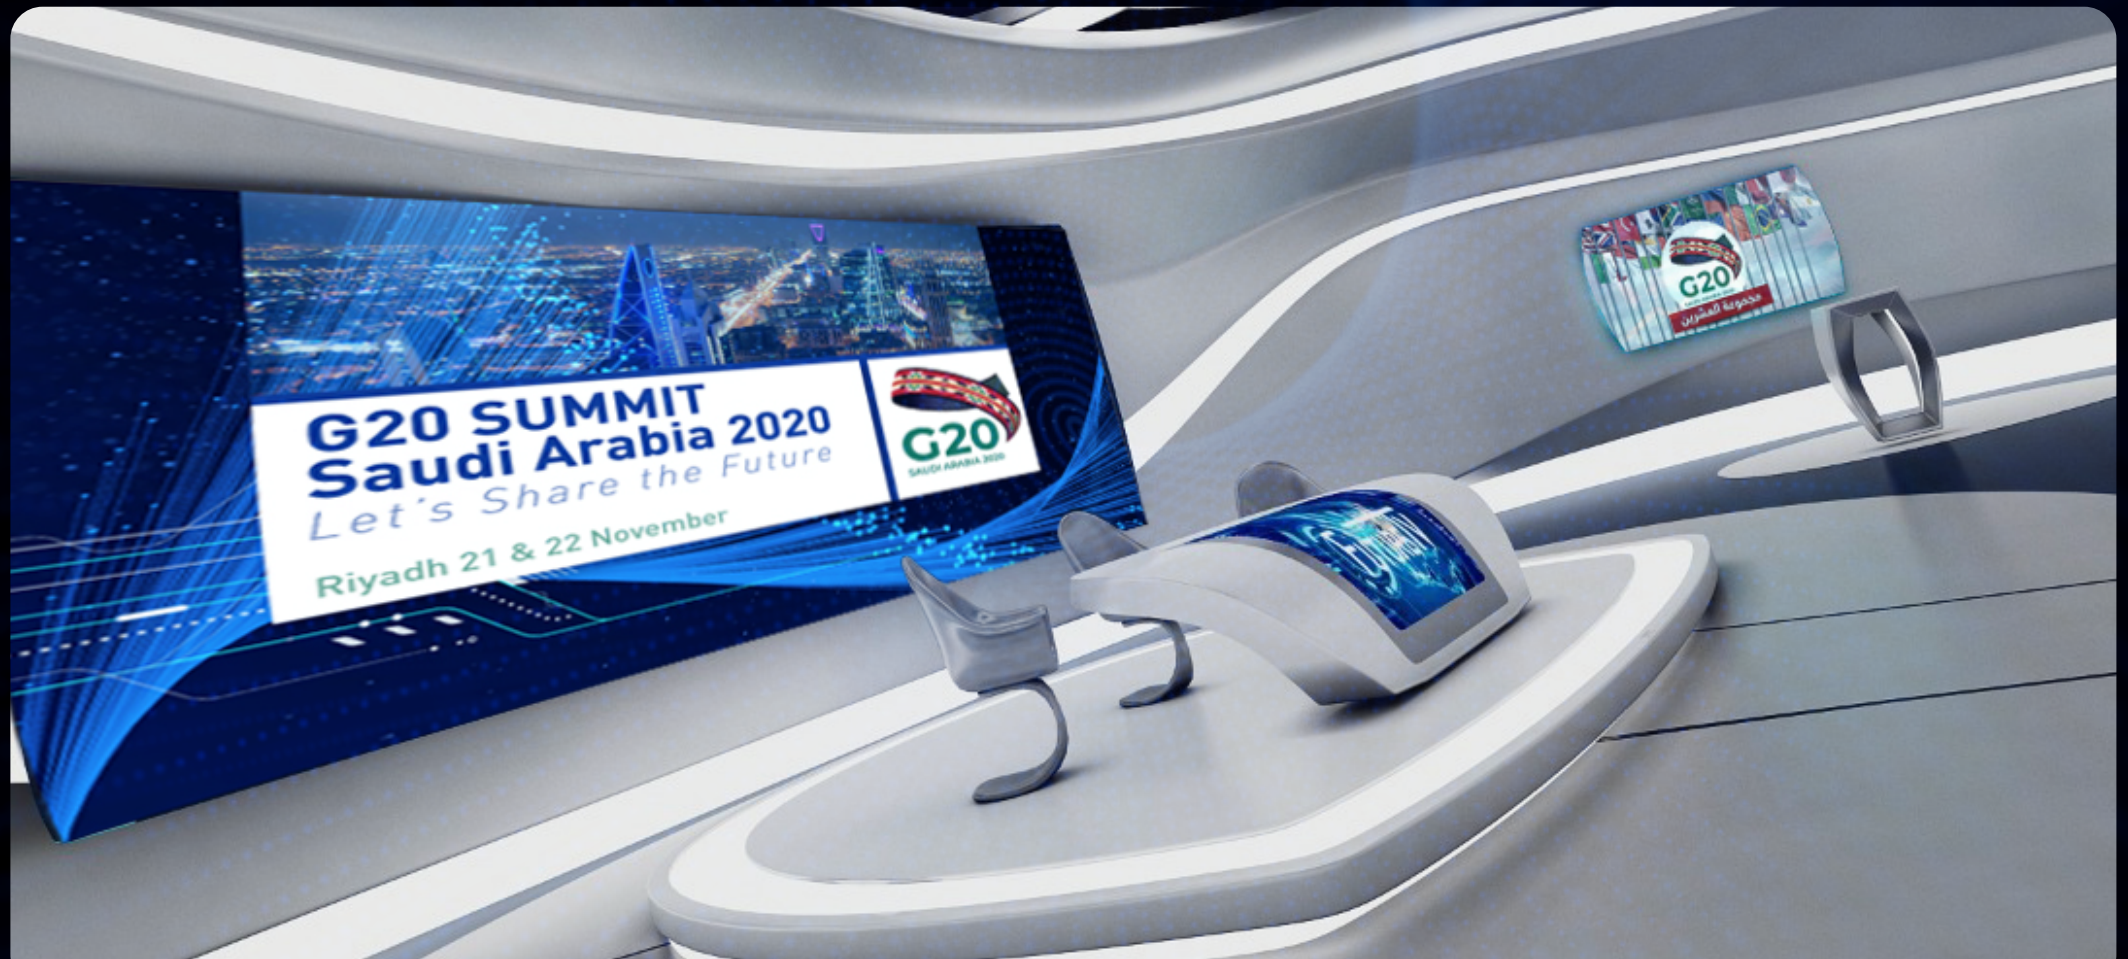 G20 SUMMIT
Saudi Arabia 2020
Let's Share the Future
Riyadh 21 & 22 November
G20
SAUDI ARABIA 2020
G20
مجموعة العشرين